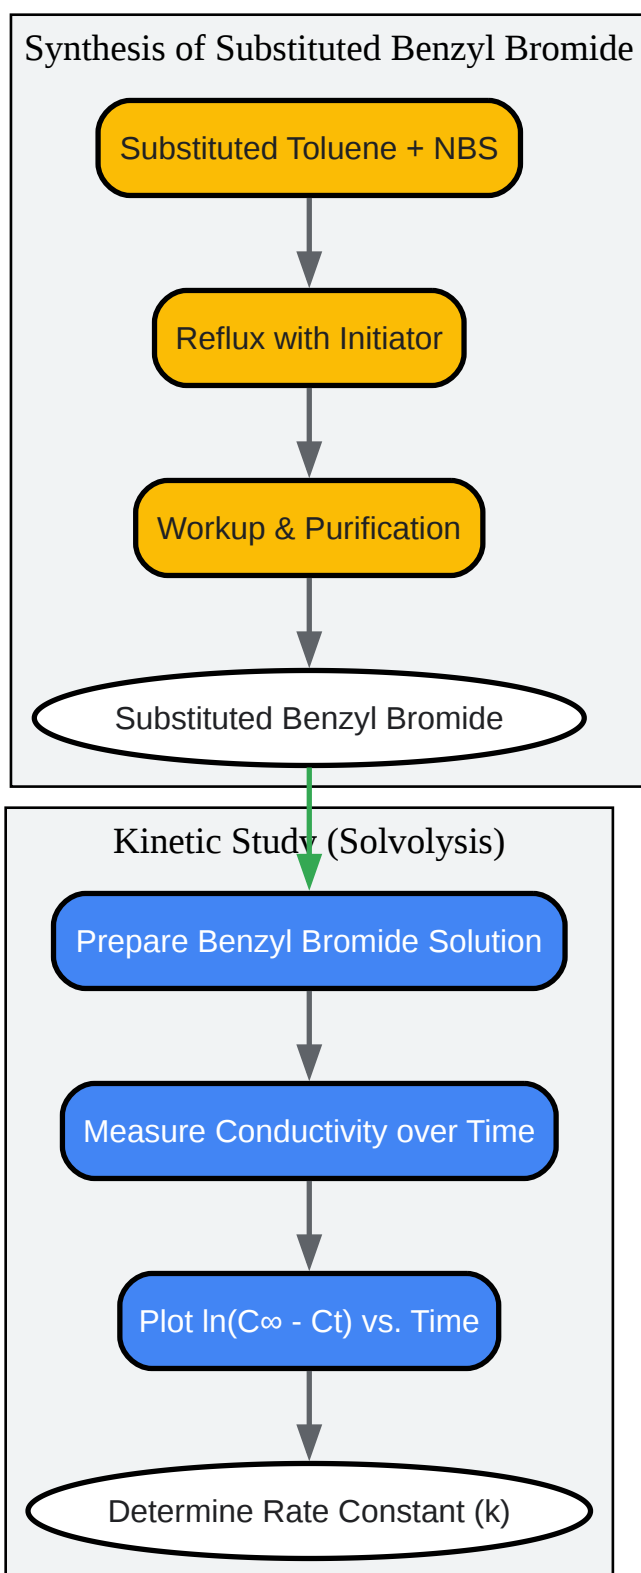 Synthesis of Substituted Benzyl Bromide
Substituted Toluene + NBS
Reflux with Initiator
Workup & Purification
Substituted Benzyl Bromide
Kinetic Study (Solvolysis)
Prepare Benzyl Bromide Solution
Measure Conductivity over Time
Plot ln(C∞ - Ct) vs. Time
Determine Rate Constant (k)